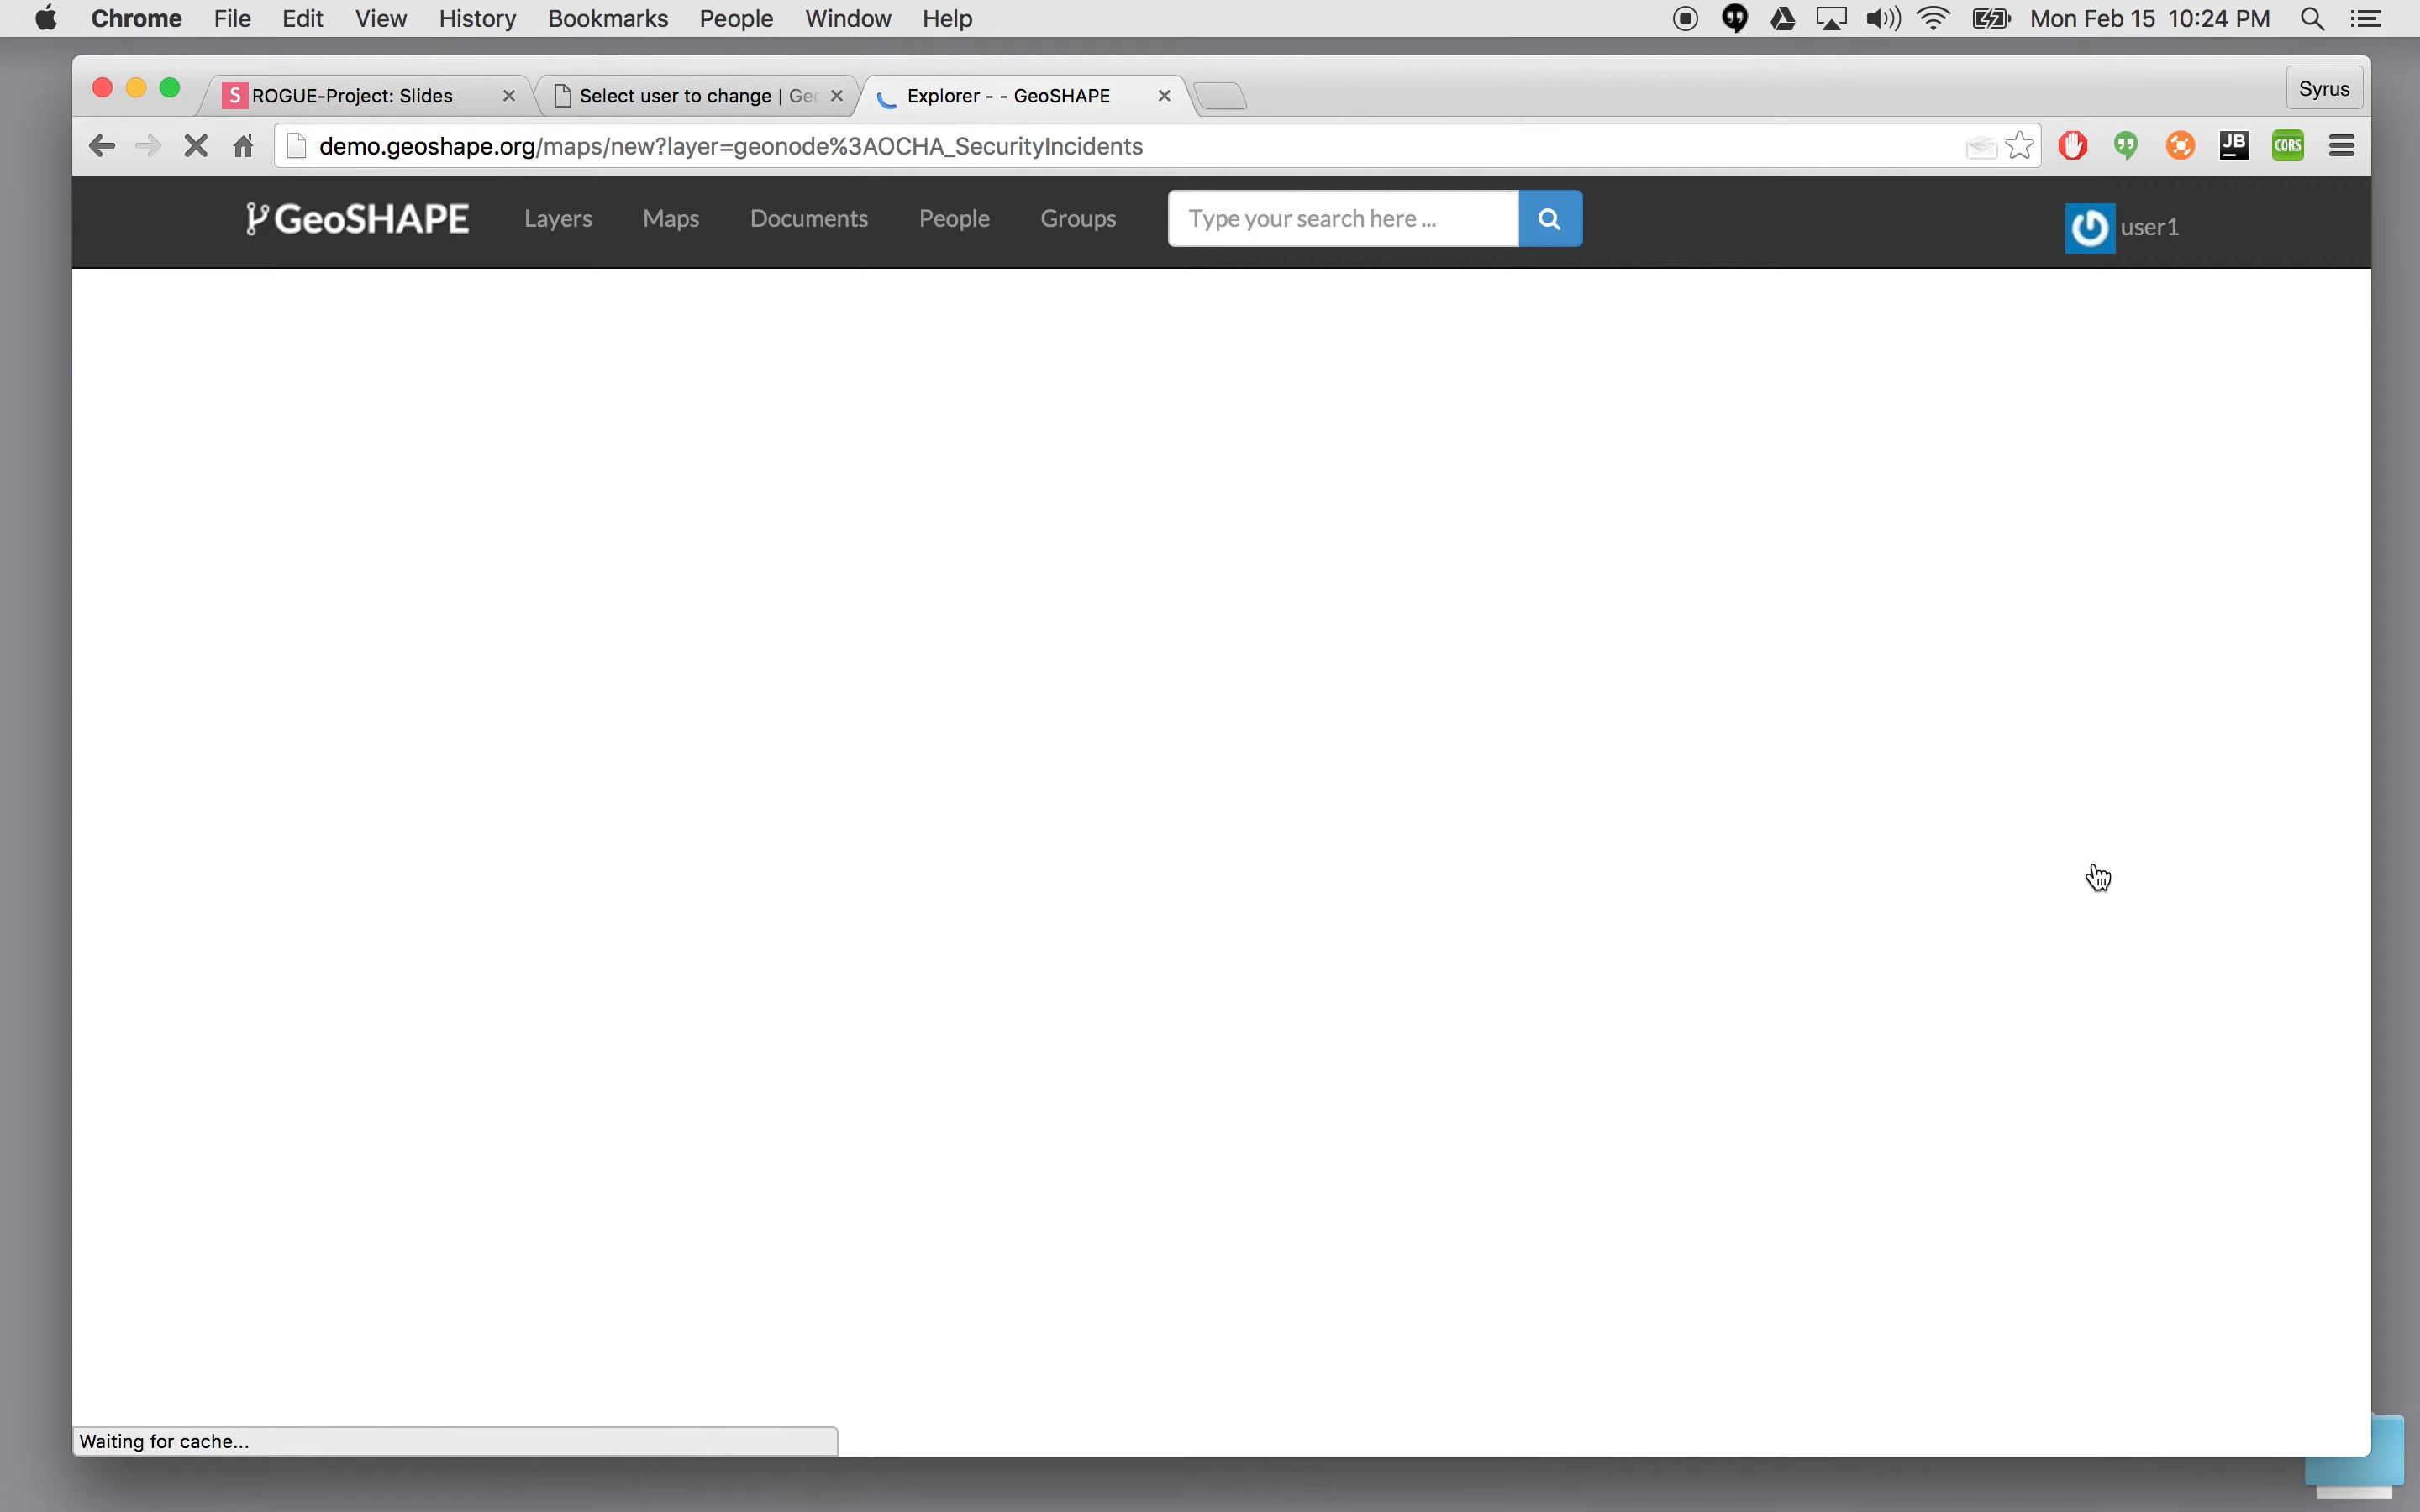 Chrome File Edit View History Bookmarks People Window Help Mon Feb 15 10:24 PM
S ROGUE-Project: Slides Select user to change | Geo Explorer - - GeoSHAPE Syrus
demo.geoshape.org/maps/new?layer=geonode%3AOCHA_SecurityIncidents JB CORS
GeoSHAPE Layers Maps Documents People Groups Type your search here ... user1
Waiting for cache...